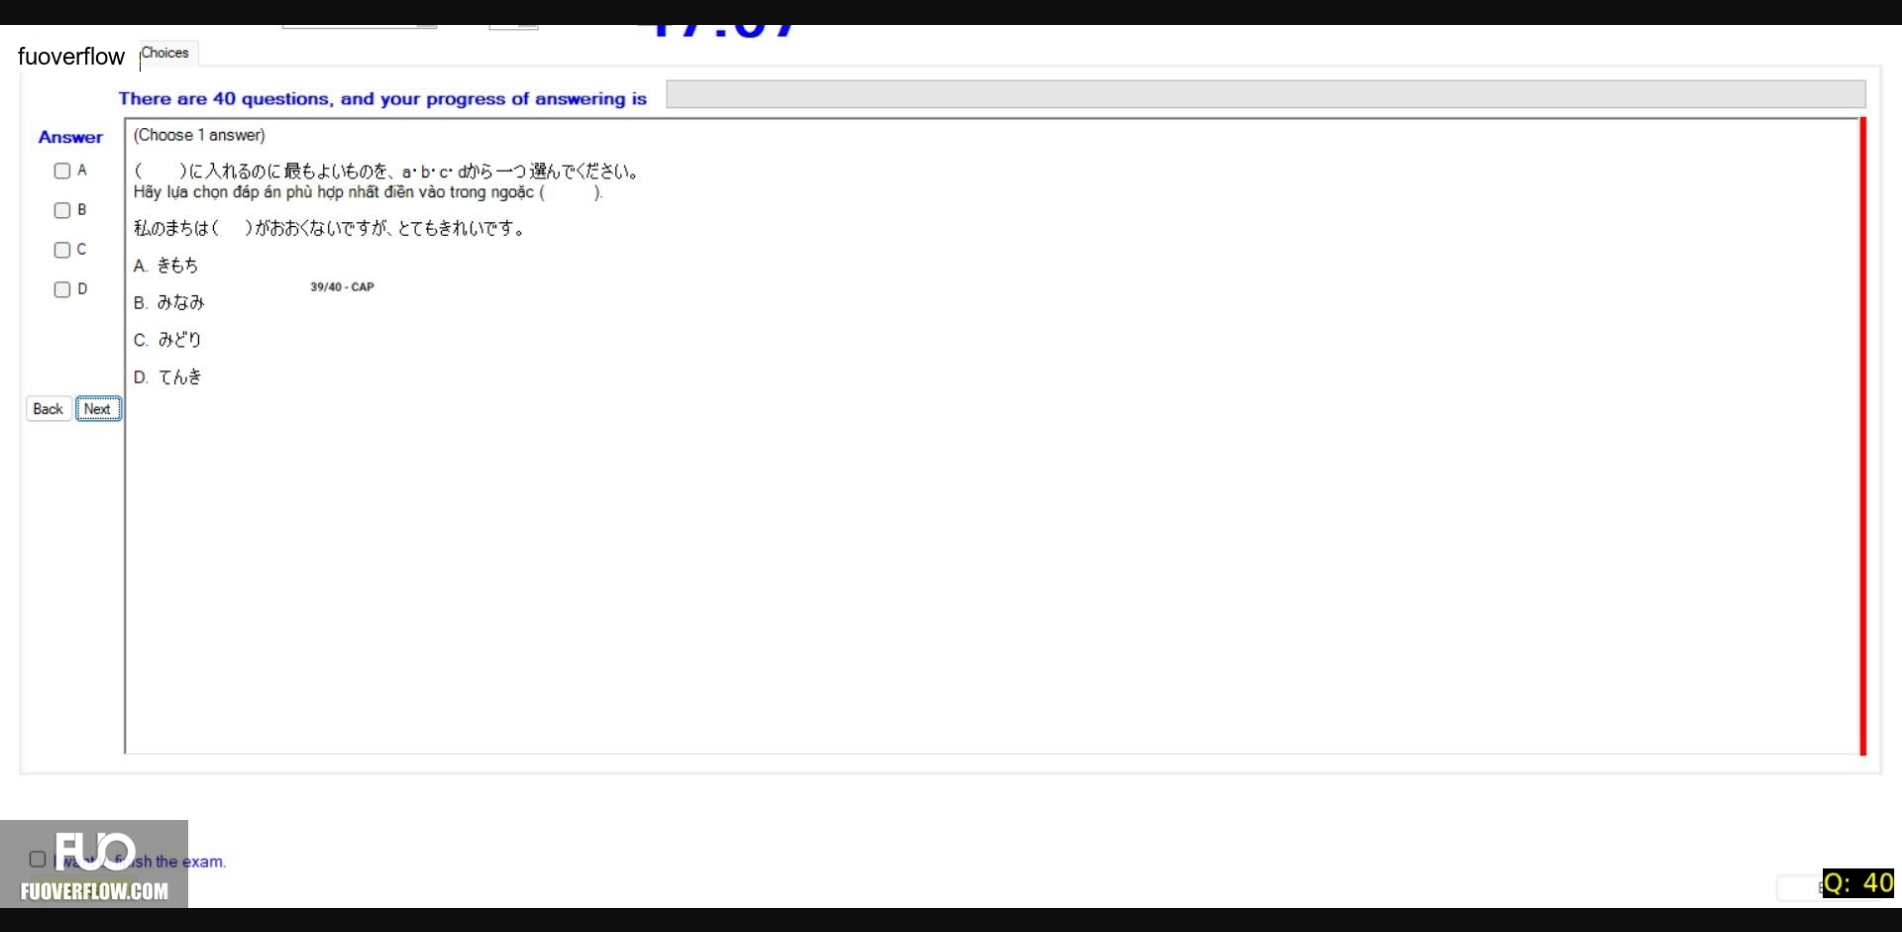 fuoverflow
Choices
There are 40 questions, and your progress of answering is
Answer
(Choose 1 answer)
A
B
C
D
(　　)に入れるのに最もよいものを、a・b・c・dから一つ選んでください。
Hãy lựa chọn đáp án phù hợp nhất điền vào trong ngoặc (　　).
私のまちは(　)がおおくないですが、とてもきれいです。
A. きもち
39/40 - CAP
B. みなみ
C. みどり
D. てんき
Back Next
FUO
finish the exam.
FUOVERFLOW.COM
Q: 40